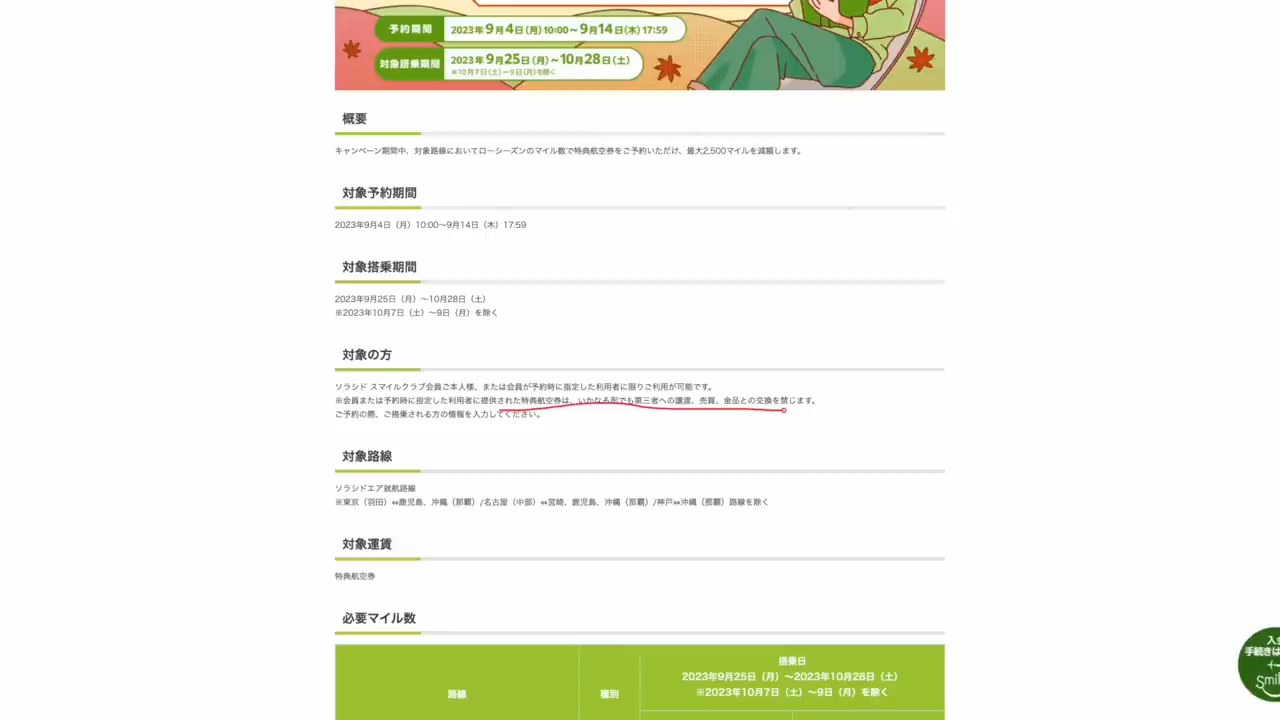 予約期間 2023年9月4日(月)10:00~9月14日(木)17:59
対象搭乗期間 2023年9月25日(月)~10月28日(土)
※10月7日(土)~9日(月)を除く
概要
キャンペーン期間中、対象路線においてローシーズンのマイル数で特典航空券をご予約いただけ、最大2,500マイルを減額します。
対象予約期間
2023年9月4日（月）10:00〜9月14日（木）17:59
対象搭乗期間
2023年9月25日（月）〜10月28日（土）
※2023年10月7日（土）〜9日（月）を除く
対象の方
ソラシド スマイルクラブ会員ご本人様、または会員が予約時に指定した利用者に限りご利用が可能です。
※会員または予約時に指定した利用者に提供された特典航空券は、いかなる形でも第三者への譲渡、売買、金品との交換を禁じます。
ご予約の際、ご搭乗される方の情報を入力してください。
対象路線
ソラシドエア就航路線
※東京（羽田）⇔鹿児島、沖縄（那覇）/名古屋（中部）⇔宮崎、鹿児島、沖縄（那覇）/神戸⇔沖縄（那覇）路線を除く
対象運賃
特典航空券
必要マイル数
路線
種別
搭乗日
2023年9月25日（月）〜2023年10月28日（土）
※2023年10月7日（土）〜9日（月）を除く
手続きは